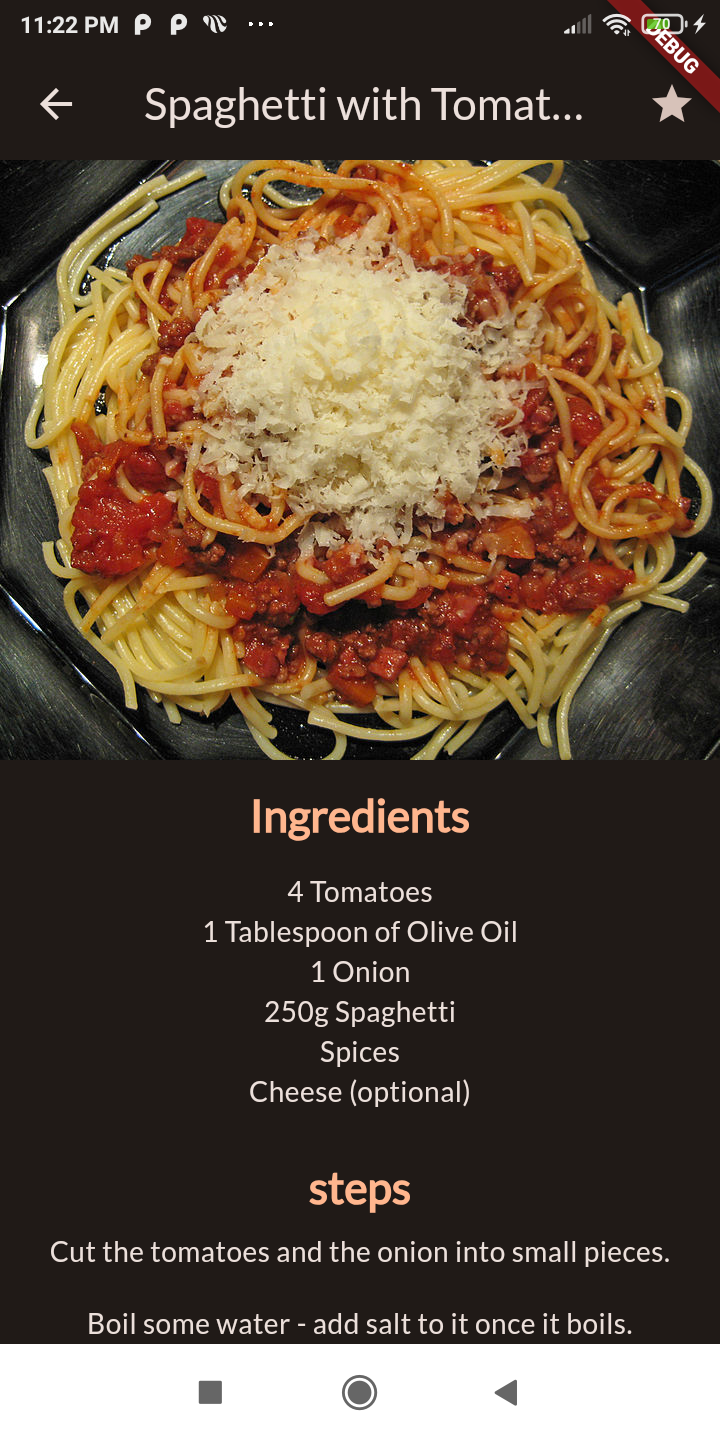 11:22 PM
70
DEBUG
Spaghetti with Tomat...
Ingredients
4 Tomatoes
1 Tablespoon of Olive Oil
1 Onion
250g Spaghetti
Spices
Cheese (optional)
steps
Cut the tomatoes and the onion into small pieces.
Boil some water - add salt to it once it boils.